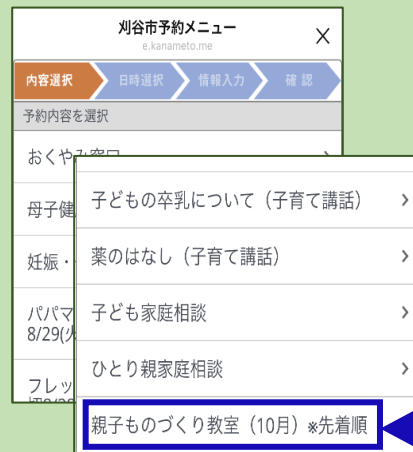 刈谷市予約メニュー
e.kanameto.me
内容選択
日時選択
情報入力
確認
予約内容を選択
おくやみ窓口
母子健
妊娠・
パパマ
8/29(火
フレッ
子どもの卒乳について（子育て講話）
薬のはなし（子育て講話）
子ども家庭相談
ひとり親家庭相談
親子ものづくり教室（10月）※先着順